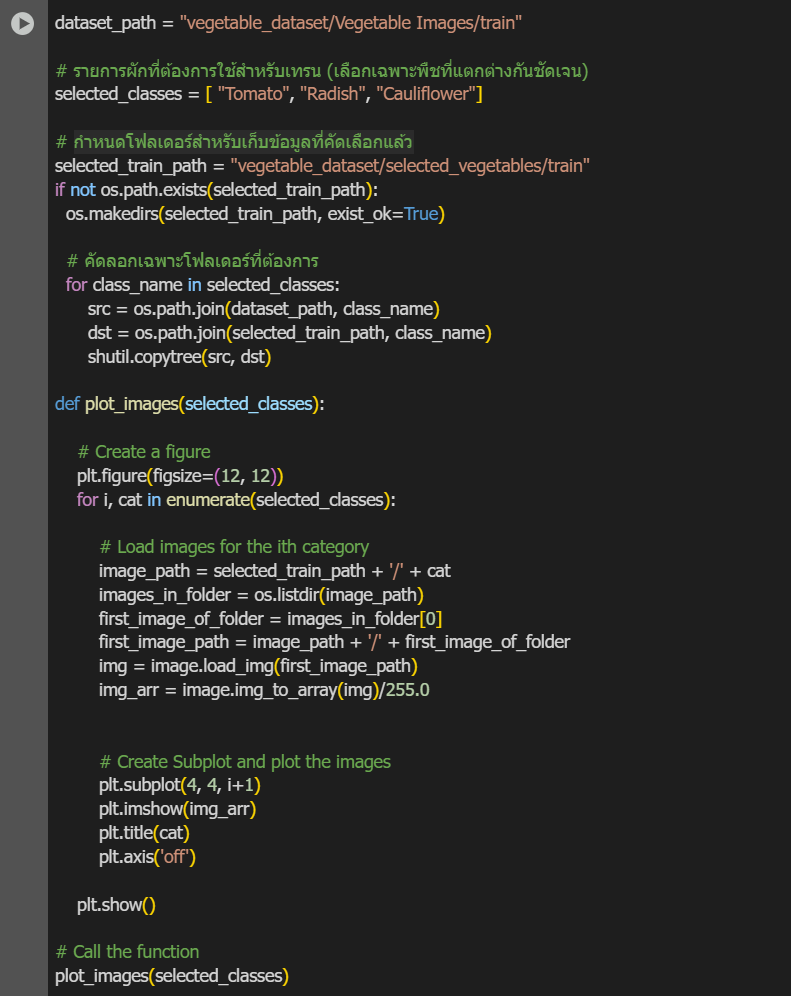 dataset_path = "vegetable_dataset/Vegetable Images/train"
# รายการผักที่ต้องการใช้สำหรับเทรน (เลือกเฉพาะพืชที่แตกต่างกันชัดเจน)
selected_classes = [ "Tomato", "Radish", "Cauliflower"]
# กำหนดโฟลเดอร์สำหรับเก็บข้อมูลที่คัดเลือกแล้ว
selected_train_path = "vegetable_dataset/selected_vegetables/train"
if not os.path.exists(selected_train_path):
  os.makedirs(selected_train_path, exist_ok=True)
  # คัดลอกเฉพาะโฟลเดอร์ที่ต้องการ
  for class_name in selected_classes:
      src = os.path.join(dataset_path, class_name)
      dst = os.path.join(selected_train_path, class_name)
      shutil.copytree(src, dst)
def plot_images(selected_classes):
    # Create a figure
    plt.figure(figsize=(12, 12))
    for i, cat in enumerate(selected_classes):
        # Load images for the ith category
        image_path = selected_train_path + '/' + cat
        images_in_folder = os.listdir(image_path)
        first_image_of_folder = images_in_folder[0]
        first_image_path = image_path + '/' + first_image_of_folder
        img = image.load_img(first_image_path)
        img_arr = image.img_to_array(img)/255.0
        # Create Subplot and plot the images
        plt.subplot(4, 4, i+1)
        plt.imshow(img_arr)
        plt.title(cat)
        plt.axis('off')
    plt.show()
# Call the function
plot_images(selected_classes)